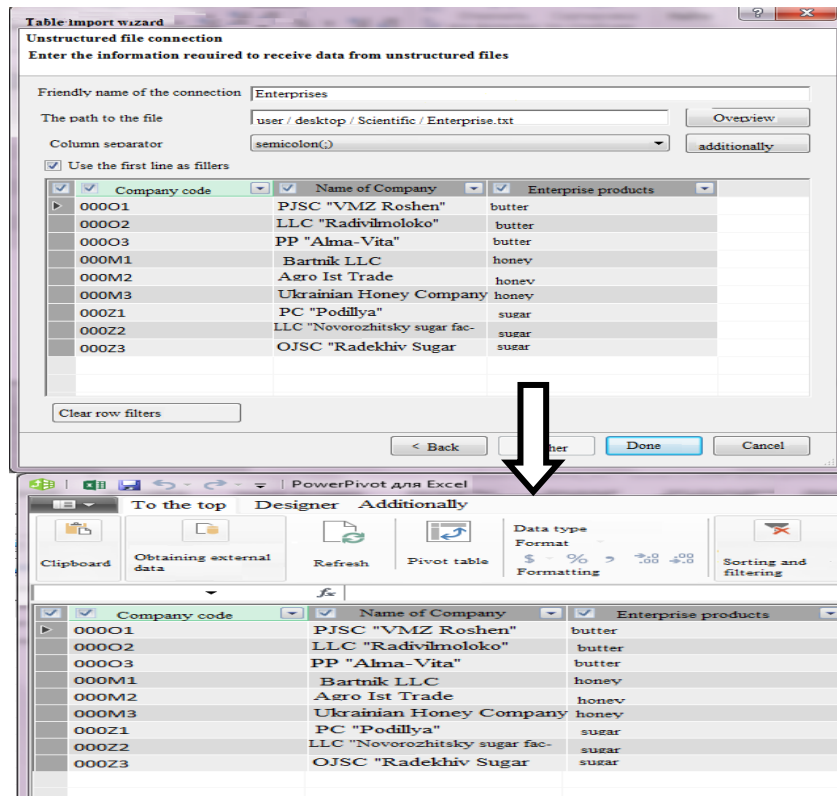 Table import wizard
Unstructured file connection
Enter the information required to receive data from unstructured files
Friendly name of the connection Enterprises
The path to the file user / desktop / Scientific / Enterprise.txt Overview
Column separator semicolon(;) additionally
Use the first line as fillers
Company code Name of Company Enterprise products
000O1 PJSC "VMZ Roshen" butter
000O2 LLC "Radivilmoloko" butter
000O3 PP "Alma-Vita" butter
000M1 Bartnik LLC honey
000M2 Agro Ist Trade honey
000M3 Ukrainian Honey Company honey
000Z1 PC "Podillya" sugar
000Z2 LLC "Novorozhitsky sugar fac- sugar
000Z3 OJSC "Radekhiv Sugar sugar
Clear row filters
< Back Done Cancel
PowerPivot для Excel
To the top Designer Additionally
Clipboard
Obtaining external
data
Refresh
Pivot table
Data type
Format
$ - % , .00 .00
Formatting
Sorting and
filtering
fx
Company code Name of Company Enterprise products
000O1 PJSC "VMZ Roshen" butter
000O2 LLC "Radivilmoloko" butter
000O3 PP "Alma-Vita" butter
000M1 Bartnik LLC honey
000M2 Agro Ist Trade honey
000M3 Ukrainian Honey Company honey
000Z1 PC "Podillya" sugar
000Z2 LLC "Novorozhitsky sugar fac- sugar
000Z3 OJSC "Radekhiv Sugar sugar